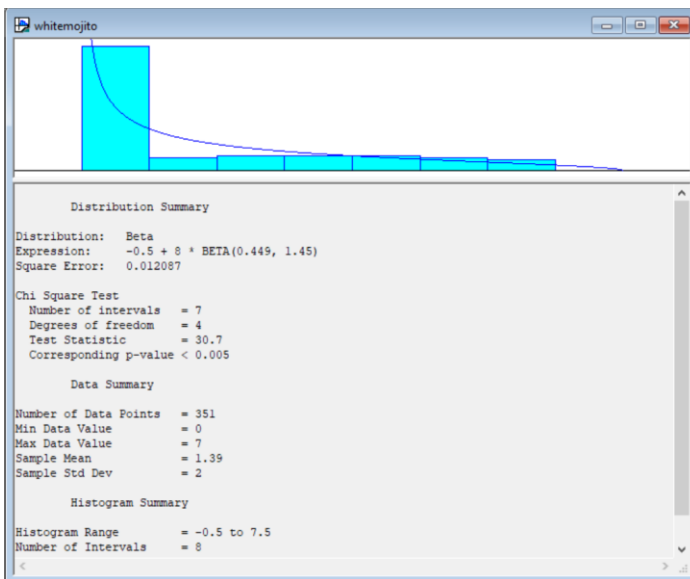 whitemojito
Distribution Summary
Distribution: Beta
Expression: -0.5 + 8 * BETA(0.449, 1.45)
Square Error: 0.012087
Chi Square Test
Number of intervals = 7
Degrees of freedom = 4
Test Statistic = 30.7
Corresponding p-value < 0.005
Data Summary
Number of Data Points = 351
Min Data Value = 0
Max Data Value = 7
Sample Mean = 1.39
Sample Std Dev = 2
Histogram Summary
Histogram Range = -0.5 to 7.5
Number of Intervals = 8